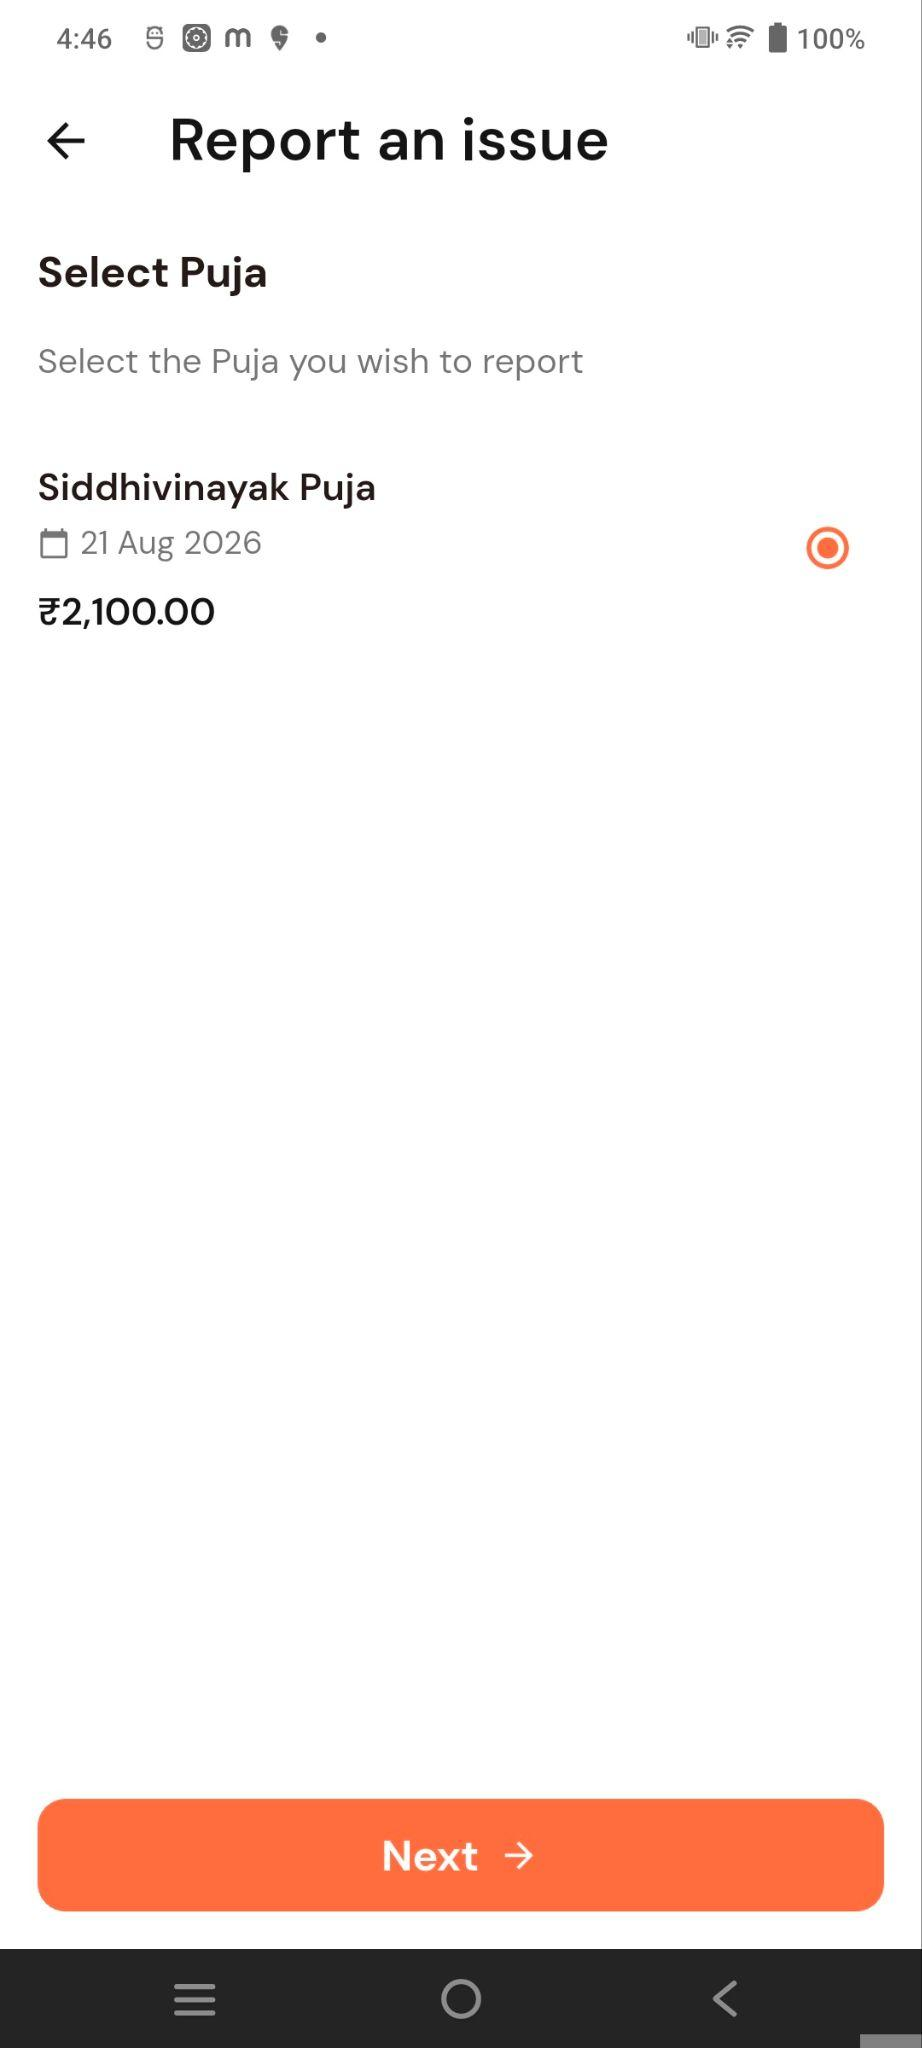 4:46
100%
Report an issue
Select Puja
Select the Puja you wish to report
Siddhivinayak Puja
21 Aug 2026
₹2,100.00
Next →